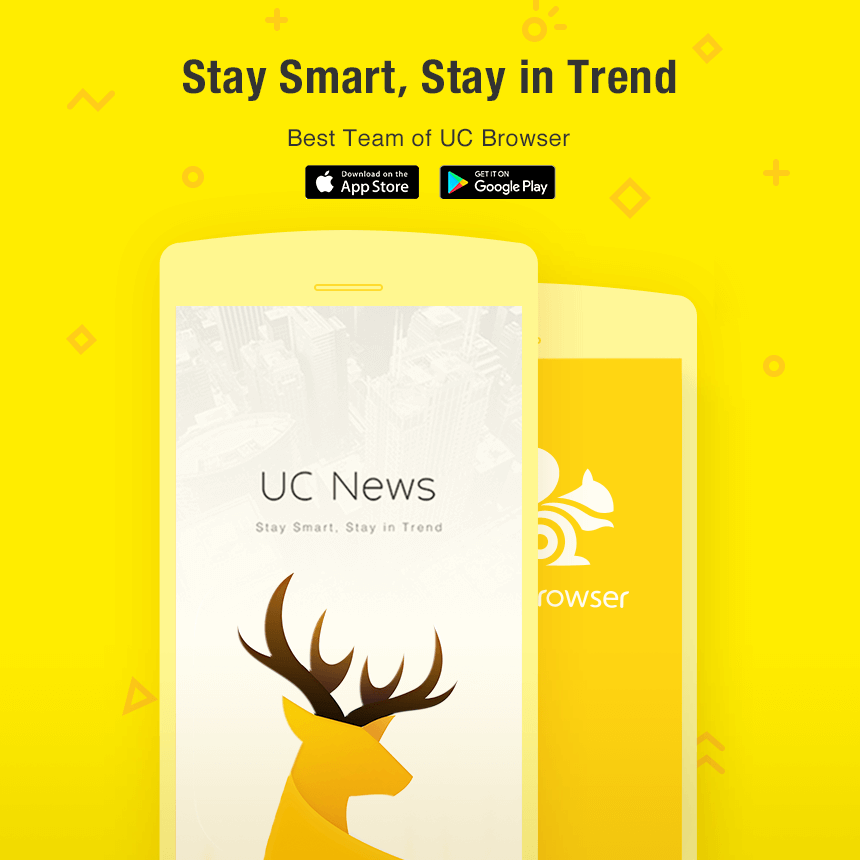 Stay Smart, Stay in Trend
Best Team of UC Browser
Download on the
App Store
GET IT ON
Google Play
UC News
Stay Smart, Stay in Trend
rowser